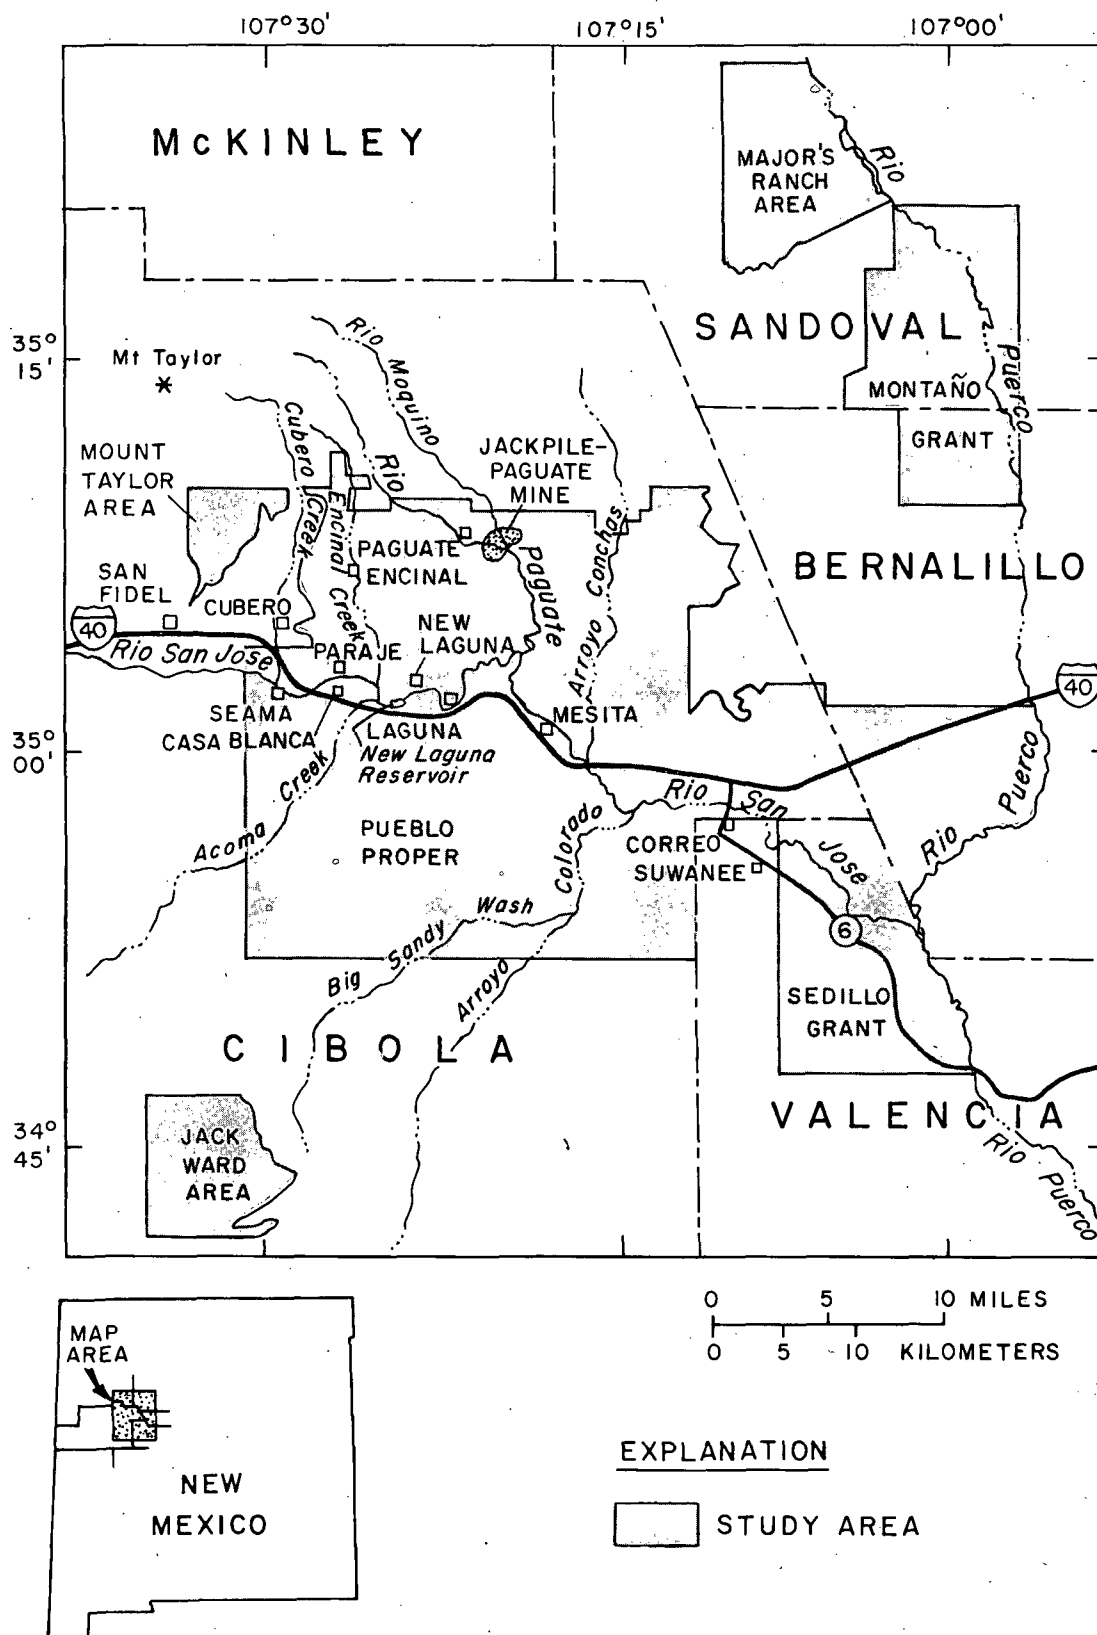 107°30'
107°15'
107°00'
McKINLEY
MAJOR'S
RANCH
AREA
Rio
SANDOVAL
35°
15'
Mt Taylor
Rio Moquino
Puerco
MONTAÑO
GRANT
Cubero
Creek
MOUNT
TAYLOR
AREA
Rio
JACKPILE-
PAGUATE
MINE
Encinal Creek
PAGUATE
ENCINAL
Paguate
Arroyo Conchas
BERNALILLO
SAN
FIDEL
CUBERO
40
NEW
LAGUNA
PARAJE
Rio San Jose
40
SEAMA
CASA BLANCA
LAGUNA
MESITA
New Laguna
Reservoir
35°
00'
Acoma Creek
Rio San Jose
Rio Puerco
PUEBLO
PROPER
Colorado
CORREO
SUWANEE
Big Sandy Wash
Arroyo
6
SEDILLO
GRANT
CIBOLA
VALENCIA
34°
45'
JACK
WARD
AREA
Rio Puerco
0 5 10 MILES
0 5 10 KILOMETERS
MAP
AREA
NEW
MEXICO
EXPLANATION
STUDY AREA